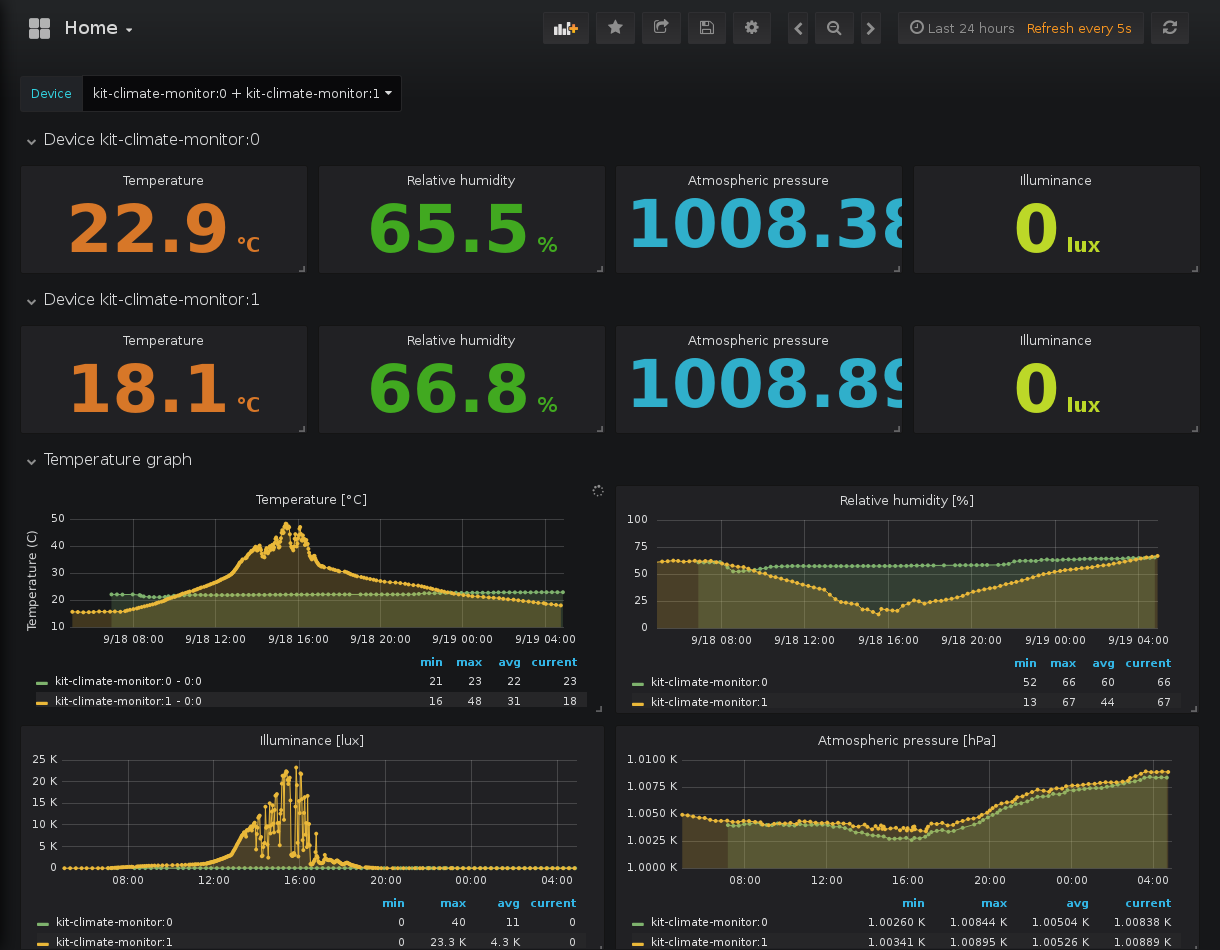 Home
Last 24 hours Refresh every 5s
Device kit-climate-monitor:0 + kit-climate-monitor:1
Device kit-climate-monitor:0
Temperature Relative humidity Atmospheric pressure Illuminance
22.9 °C 65.5 % 1008.38 0 lux
Device kit-climate-monitor:1
Temperature Relative humidity Atmospheric pressure Illuminance
18.1 °C 66.8 % 1008.89 0 lux
Temperature graph
Temperature [°C]
Temperature (C)
50
40
30
20
10
9/18 08:00 9/18 12:00 9/18 16:00 9/18 20:00 9/19 00:00 9/19 04:00
min max avg current
kit-climate-monitor:0 - 0:0 21 23 22 23
kit-climate-monitor:1 - 0:0 16 48 31 18
Relative humidity [%]
100
75
50
25
0
9/18 08:00 9/18 12:00 9/18 16:00 9/18 20:00 9/19 00:00 9/19 04:00
min max avg current
kit-climate-monitor:0 52 66 60 66
kit-climate-monitor:1 13 67 44 67
Illuminance [lux]
25 K
20 K
15 K
10 K
5 K
0
08:00 12:00 16:00 20:00 00:00 04:00
min max avg current
kit-climate-monitor:0 0 40 11 0
kit-climate-monitor:1 0 23.3 K 4.3 K 0
Atmospheric pressure [hPa]
1.0100 K
1.0075 K
1.0050 K
1.0025 K
1.0000 K
08:00 12:00 16:00 20:00 00:00 04:00
min max avg current
kit-climate-monitor:0 1.00260 K 1.00844 K 1.00504 K 1.00838 K
kit-climate-monitor:1 1.00341 K 1.00895 K 1.00526 K 1.00889 K